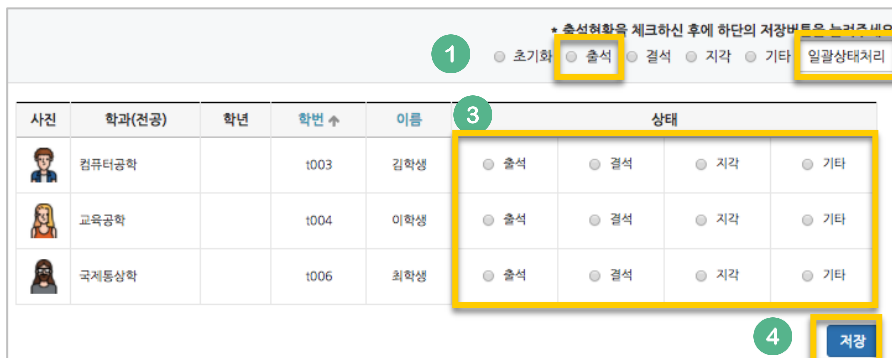 * 출석현황을 체크하신 후에 하단의 저장버튼을 눌러주세요
1 초기화 출석 결석 지각 기타 일괄상태처리
사진 학과(전공) 학년 학번 이름 3 상태
컴퓨터공학 t003 김학생 출석 결석 지각 기타
교육공학 t004 이학생 출석 결석 지각 기타
국제통상학 t006 최학생 출석 결석 지각 기타
4 저장